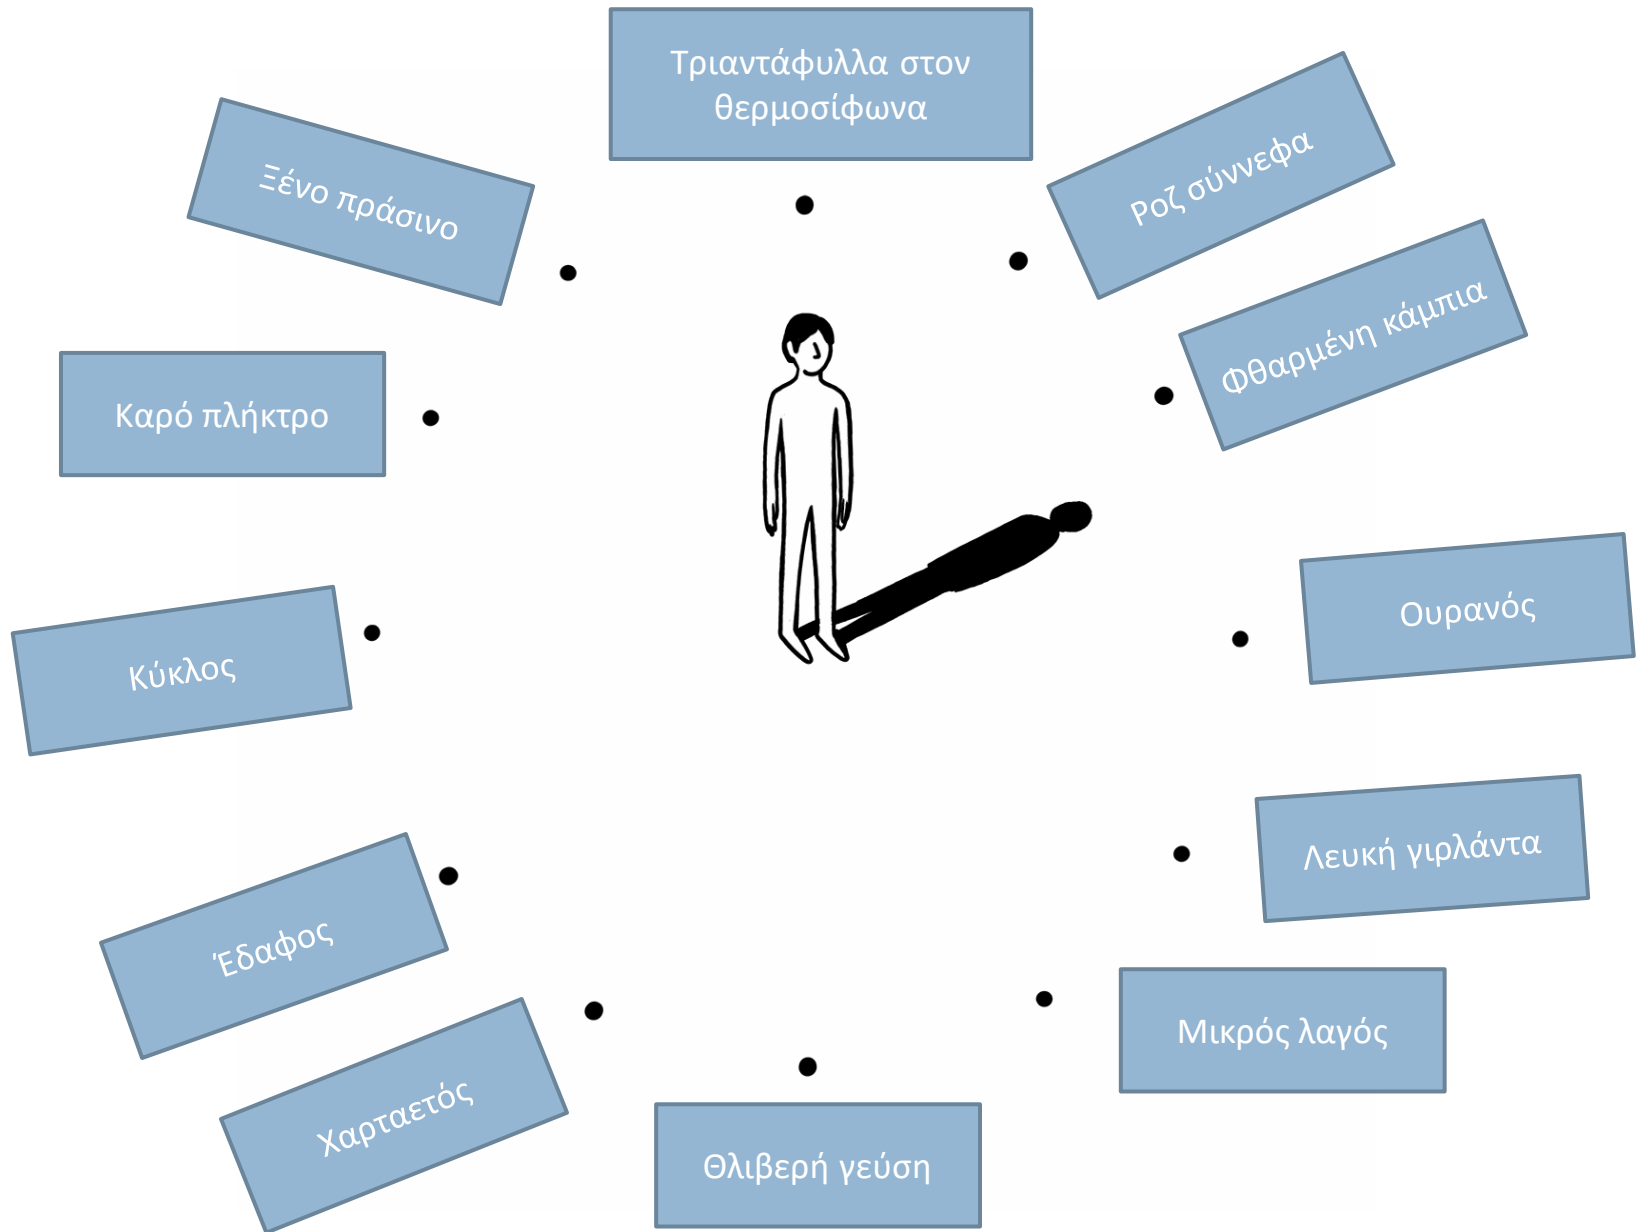 Τριαντάφυλλα στον
θερμοσίφωνα
Ροζ σύννεφα
Φθαρμένη κάμπια
Ουρανός
Λευκή γιρλάντα
Μικρός λαγός
Θλιβερή γεύση
Χαρταετός
Έδαφος
Κύκλος
Καρό πλήκτρο
Ξένο πράσινο